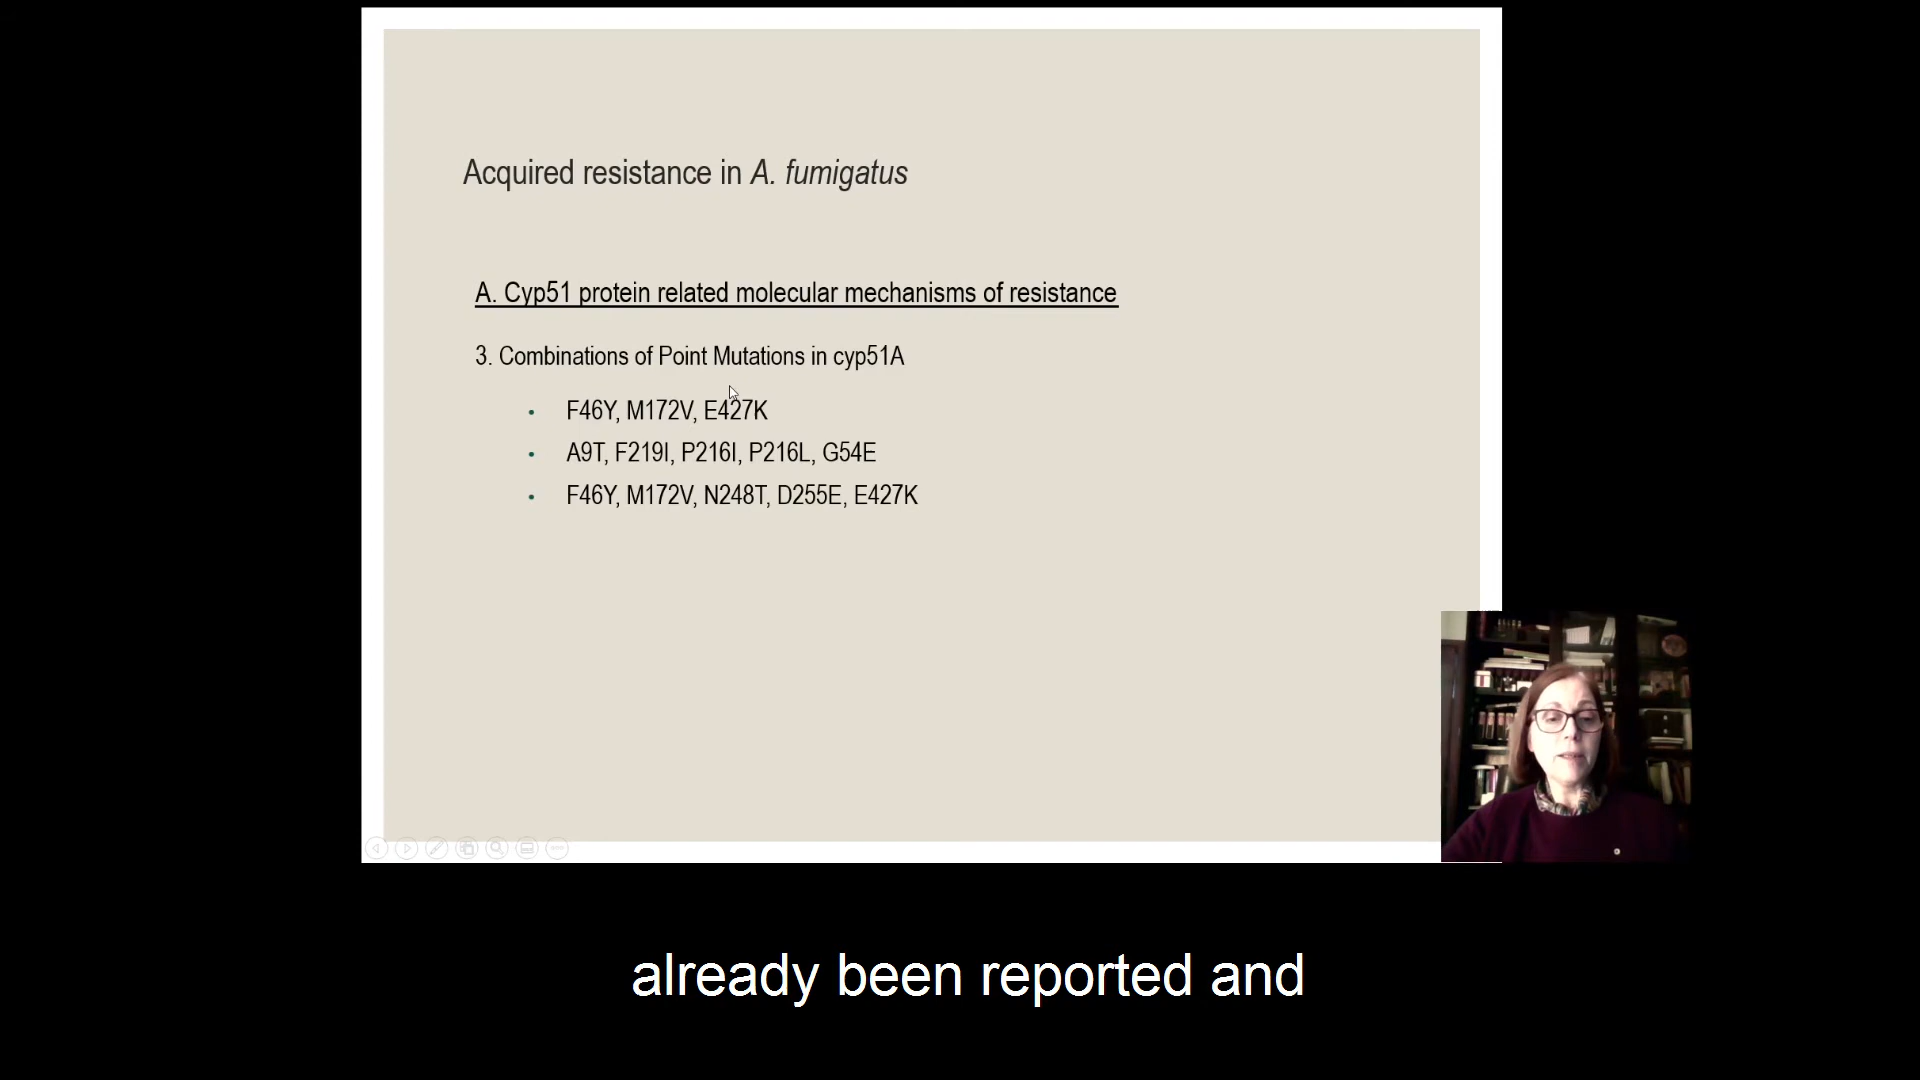 Acquired resistance in A. fumigatus
A. Cyp51 protein related molecular mechanisms of resistance
3. Combinations of Point Mutations in cyp51A
• F46Y, M172V, E427K
• A9T, F219I, P216I, P216L, G54E
• F46Y, M172V, N248T, D255E, E427K
already been reported and